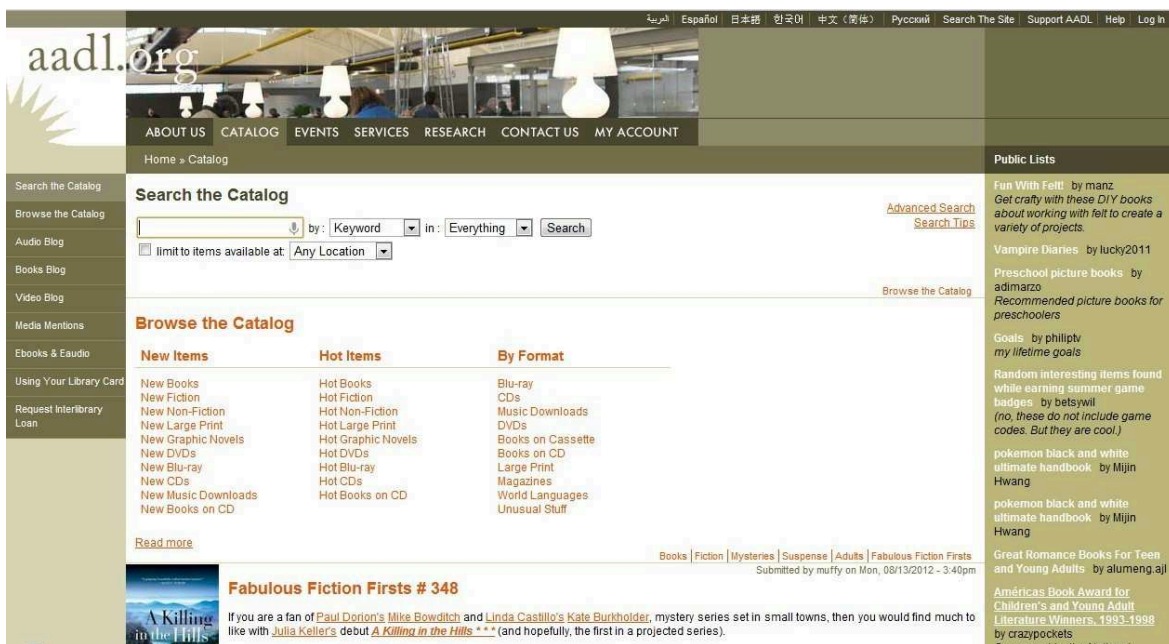 العربية Español 日本語 한국어 中文 (简体) Русский Search The Site Support AADL Help Log In
aadl.org
ABOUT US CATALOG EVENTS SERVICES RESEARCH CONTACT US MY ACCOUNT
Home » Catalog
Search the Catalog
Browse the Catalog
Audio Blog
Books Blog
Video Blog
Media Mentions
Ebooks & Eaudio
Using Your Library Card
Request Interlibrary
Loan
Search the Catalog
Advanced Search
Search Tips
by: Keyword in: Everything Search
limit to items available at: Any Location
Browse the Catalog
Browse the Catalog
New Items
New Books
New Fiction
New Non-Fiction
New Large Print
New Graphic Novels
New DVDs
New Blu-ray
New CDs
New Music Downloads
New Books on CD
Hot Items
Hot Books
Hot Fiction
Hot Non-Fiction
Hot Large Print
Hot Graphic Novels
Hot DVDs
Hot Blu-ray
Hot CDs
Hot Books on CD
By Format
Blu-ray
CDs
Music Downloads
DVDs
Books on Cassette
Books on CD
Large Print
Magazines
World Languages
Unusual Stuff
Read more
Books | Fiction | Mysteries | Suspense | Adults | Fabulous Fiction Firsts
Submitted by muffy on Mon, 08/13/2012 - 3:40pm
A Killing
in the Hills
Fabulous Fiction Firsts # 348
If you are a fan of Paul Dorion's Mike Bowditch and Linda Castillo's Kate Burkholder, mystery series set in small towns, then you would find much to
like with Julia Keller's debut A Killing in the Hills * * * (and hopefully, the first in a projected series).
Public Lists
Fun With Felt! by manz
Get crafty with these DIY books
about working with felt to create a
variety of projects.
Vampire Diaries by lucky2011
Preschool picture books by
adimarzo
Recommended picture books for
preschoolers
Goals by philiptv
my lifetime goals
Random interesting items found
while earning summer game
badges by betsywil
(no, these do not include game
codes. But they are cool.)
pokemon black and white
ultimate handbook by Mijin
Hwang
pokemon black and white
ultimate handbook by Mijin
Hwang
Great Romance Books For Teen
and Young Adults by alumeng.ajl
Américas Book Award for
Children's and Young Adult
Literature Winners, 1993-1998
by crazypockets